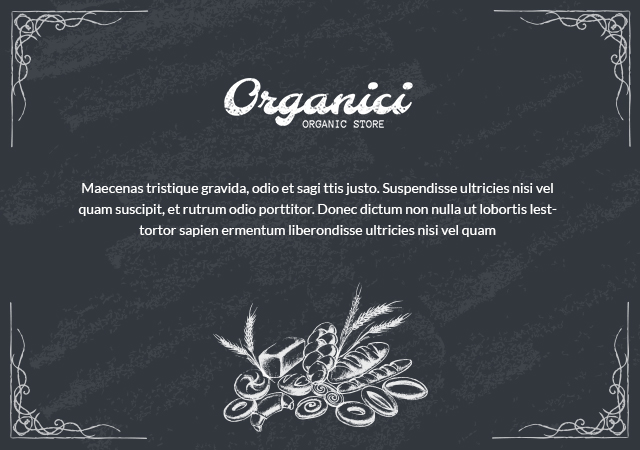 Organici
ORGANIC STORE
Maecenas tristique gravida, odio et sagi ttis justo. Suspendisse ultricies nisi vel
quam suscipit, et rutrum odio porttitor. Donec dictum non nulla ut lobortis lest-
tortor sapien ermentum liberondisse ultricies nisi vel quam